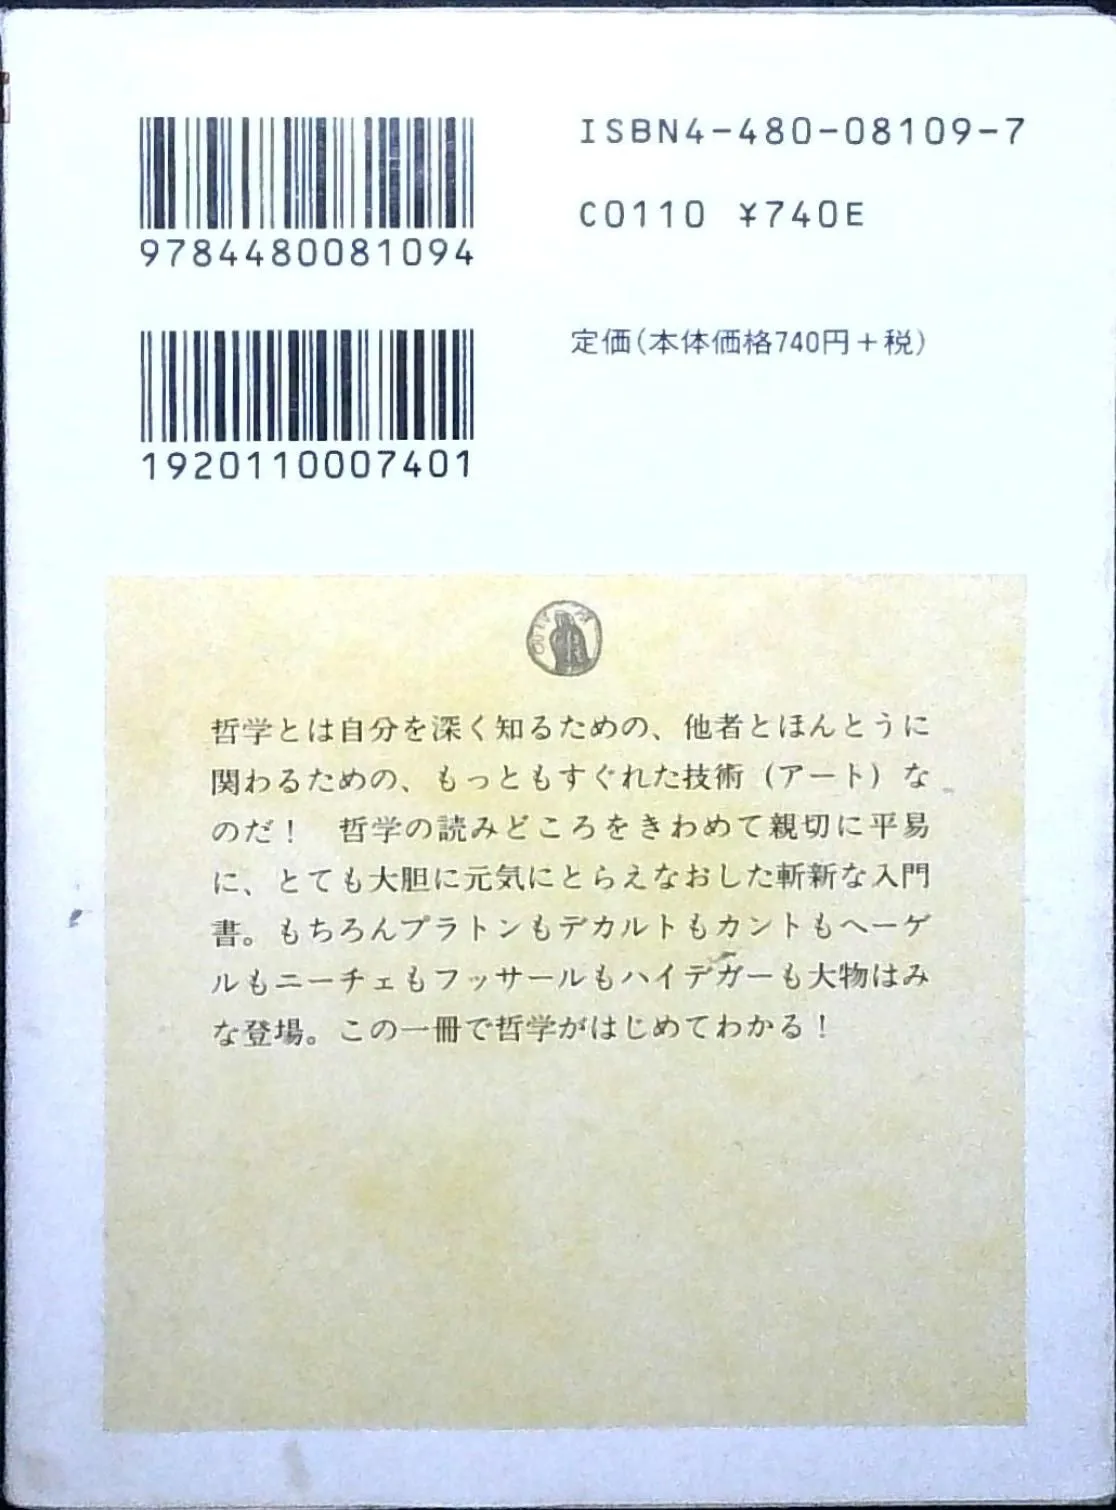 ISBN4-480-08109-7
C0110 ¥740E
9784480081094
定価(本体価格740円+税)
1920110007401
哲学とは自分を深く知るための、他者とほんとうに
関わるための、もっともすぐれた技術（アート）な
のだ！　哲学の読みどころをきわめて親切に平易
に、とても大胆に元気にとらえなおした斬新な入門
書。もちろんプラトンもデカルトもカントもヘーゲ
ルもニーチェもフッサールもハイデガーも大物はみ
な登場。この一冊で哲学がはじめてわかる！